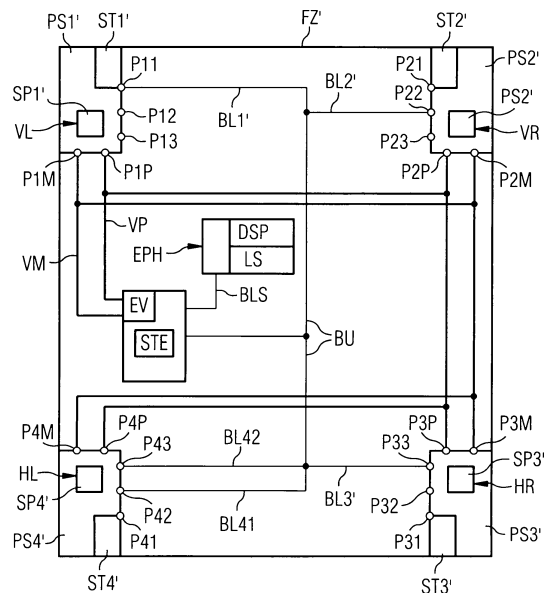 FZ'
PS1' ST1' ST2' PS2'
P11 P21
SP1' BL1' BL2' PS2'
P12 P22
VL P13 P23 VR
P1M P1P P2P P2M
VP
DSP
EPH
LS
VM
BLS
EV
STE BU
P4M P4P P43 BL42 P33 P3P P3M
HL SP3'
SP4' P42 BL41 BL3' P32 HR
PS4' P41 P31 PS3'
ST4' ST3'